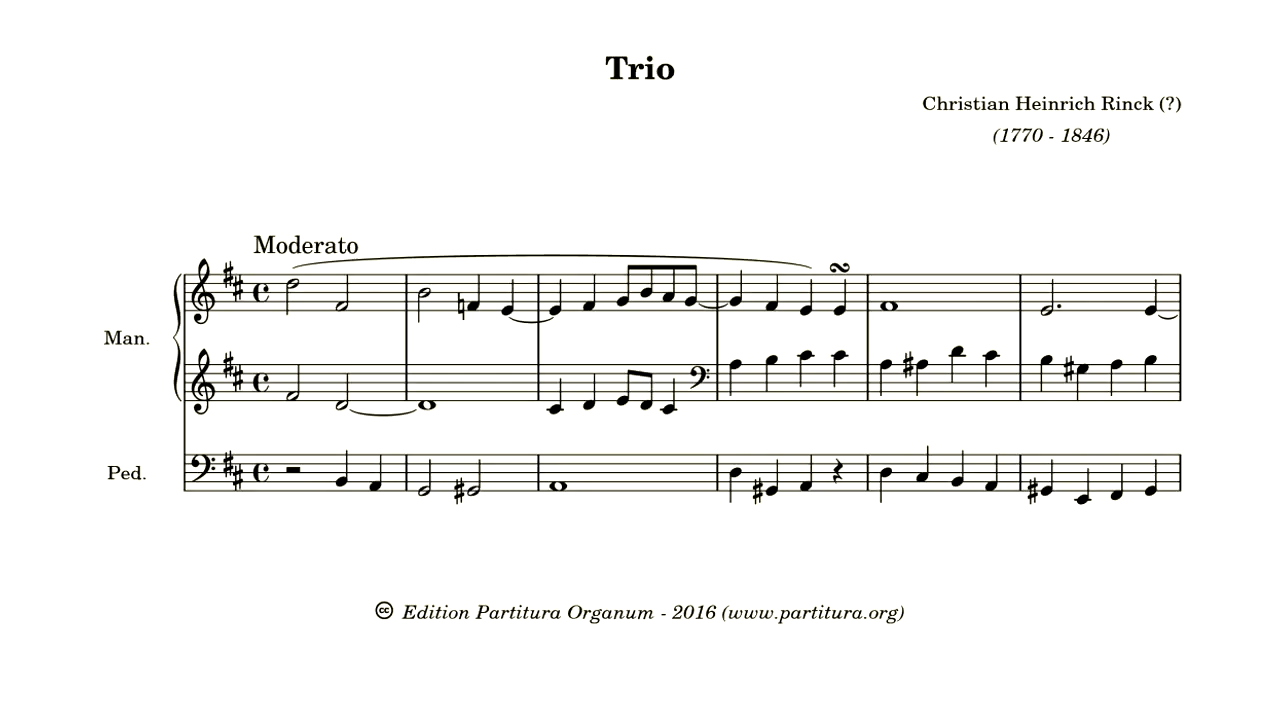 Trio
Christian Heinrich Rinck (?)
(1770 - 1846)
Moderato
Man.
Ped.
🅭 Edition Partitura Organum - 2016 (www.partitura.org)